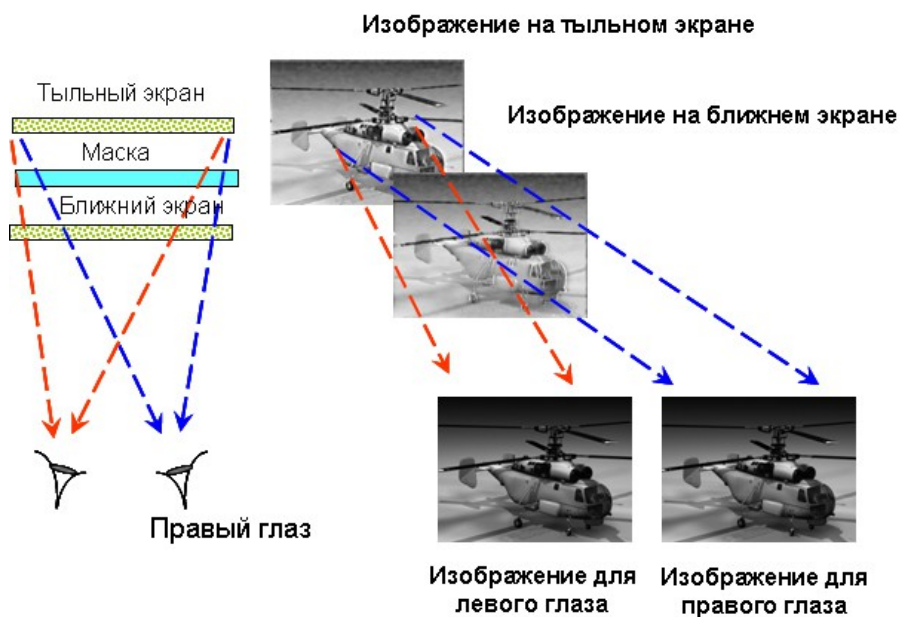 Изображение на тыльном экране
Тыльный экран
Изображение на ближнем экране
Маска
Ближний экран
Правый глаз
Изображение для
левого глаза
Изображение для
правого глаза